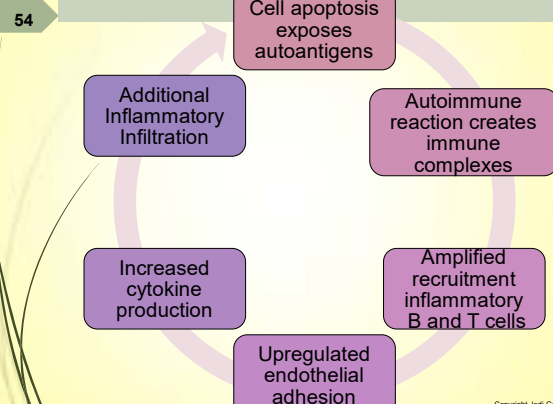 54
Cell apoptosis
exposes
autoantigens
Autoimmune
reaction creates
immune
complexes
Amplified
recruitment
inflammatory
B and T cells
Upregulated
endothelial
adhesion
Increased
cytokine
production
Additional
Inflammatory
Infiltration